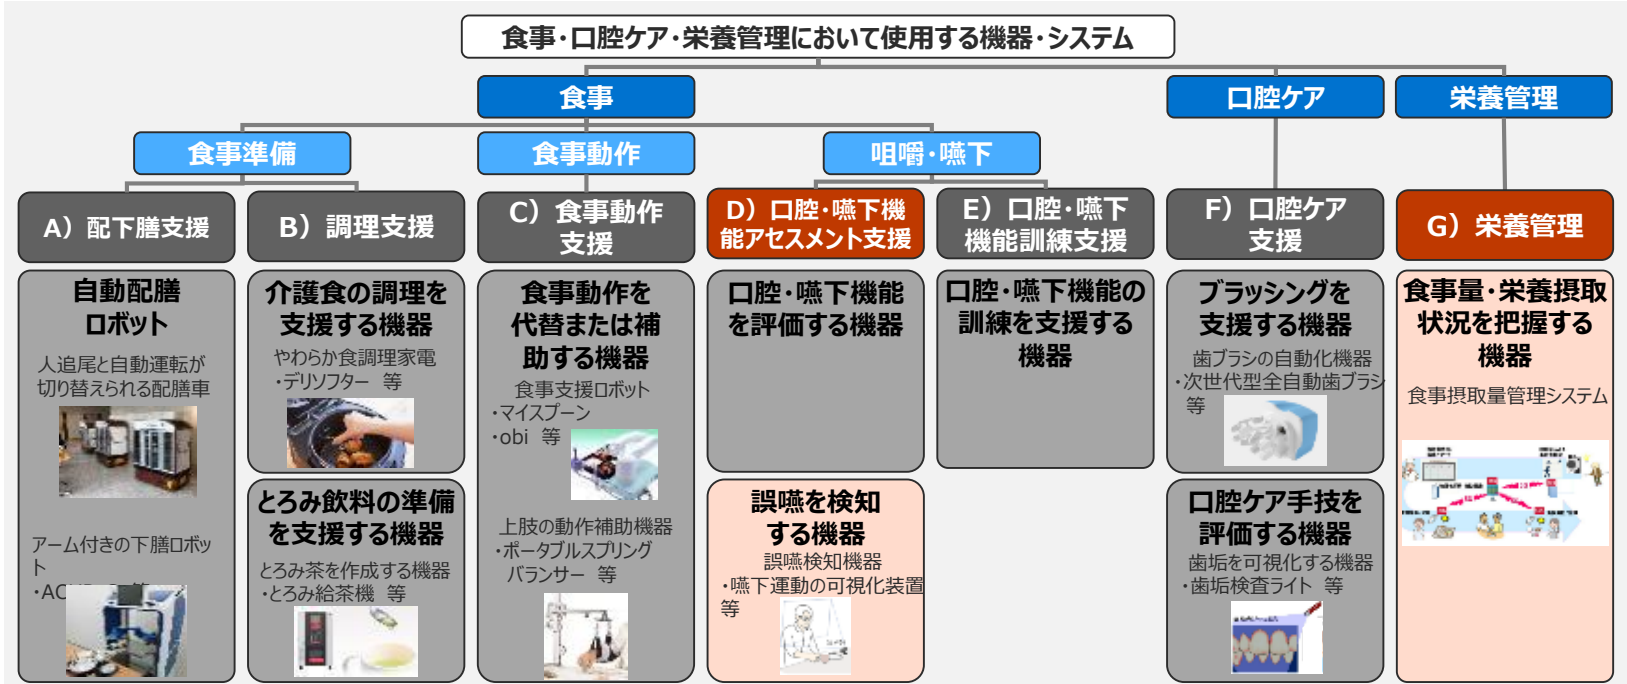 食事・口腔ケア・栄養管理において使用する機器・システム
食事
口腔ケア
栄養管理
食事準備
食事動作
咀嚼・嚥下
A）配下膳支援
B）調理支援
C）食事動作
支援
D）口腔・嚥下機
能アセスメント支援
E）口腔・嚥下
機能訓練支援
F）口腔ケア
支援
G）栄養管理
自動配膳
ロボット
人追尾と自動運転が
切り替えられる配膳車
アーム付きの下膳ロボッ
ト
介護食の調理を
支援する機器
やわらか食調理家電
・デリソフター 等
とろみ飲料の準備
を支援する機器
とろみ茶を作成する機器
・とろみ給茶機 等
食事動作を
代替または補
助する機器
食事支援ロボット
・マイスプーン
・obi 等
上肢の動作補助機器
・ポータブルスプリング
バランサー 等
口腔・嚥下機能
を評価する機器
誤嚥を検知
する機器
誤嚥検知機器
・嚥下運動の可視化装置
等
口腔・嚥下機能の
訓練を支援する
機器
ブラッシングを
支援する機器
歯ブラシの自動化機器
・次世代型全自動歯ブラシ
等
口腔ケア手技を
評価する機器
歯垢を可視化する機器
・歯垢検査ライト 等
食事量・栄養摂取
状況を把握する
機器
食事摂取量管理システム